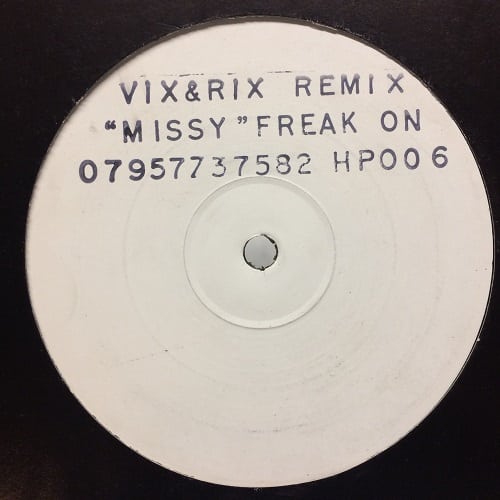 VIX&RIX REMIX
“MISSY” FREAK ON
07957737582 HP006